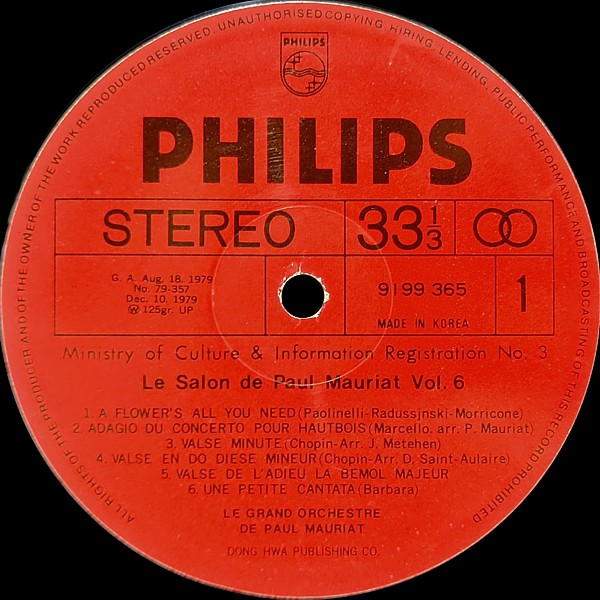 ALL RIGHTS OF THE PRODUCER AND OF THE OWNER OF THE WORK REPRODUCED RESERVED. UNAUTHORISED COPYING, HIRING, LENDING, PUBLIC PERFORMANCE AND BROADCASTING OF THIS RECORD PROHIBITED
PHILIPS
PHILIPS
STEREO 33 1/3
G. A. Aug. 18. 1979
No. 79-357
Dec. 10. 1979
125gr. UP
9199 365 1
MADE IN KOREA
Ministry of Culture & Information Registration No. 3
Le Salon de Paul Mauriat Vol. 6
1. A FLOWER'S ALL YOU NEED (Paolinelli-Radussjnski-Morricone)
2. ADAGIO DU CONCERTO POUR HAUTBOIS (Marcello. arr. P. Mauriat)
3. VALSE MINUTE (Chopin-Arr. J. Metehen)
4. VALSE EN DO DIESE MINEUR (Chopin-Arr. D. Saint-Aulaire)
5. VALSE DE L'ADIEU LA BEMOL MAJEUR
6. UNE PETITE CANTATA (Barbara)
LE GRAND ORCHESTRE
DE PAUL MAURIAT
DONG HWA PUBLISHING CO.